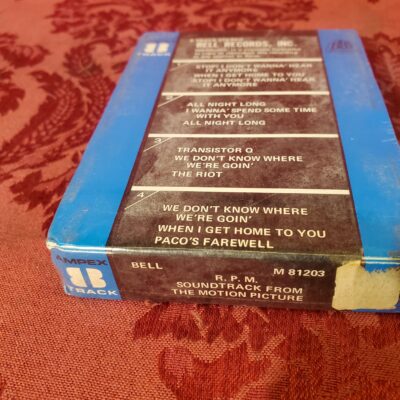 8
TRACK
BELL RECORDS, INC.
STOP! I DON'T WANNA' HEAR
IT ANYMORE
WHEN I GET HOME TO YOU
STOP! I DON'T WANNA' HEAR
IT ANYMORE
ALL NIGHT LONG
I WANNA' SPEND SOME TIME
WITH YOU
ALL NIGHT LONG
3
TRANSISTOR Q
WE DON'T KNOW WHERE
WE'RE GOIN'
THE RIOT
4
WE DON'T KNOW WHERE
WE'RE GOIN'
WHEN I GET HOME TO YOU
PACO'S FAREWELL
AMPEX
8
TRACK
BELL
M 81203
R. P. M.
SOUNDTRACK FROM
THE MOTION PICTURE